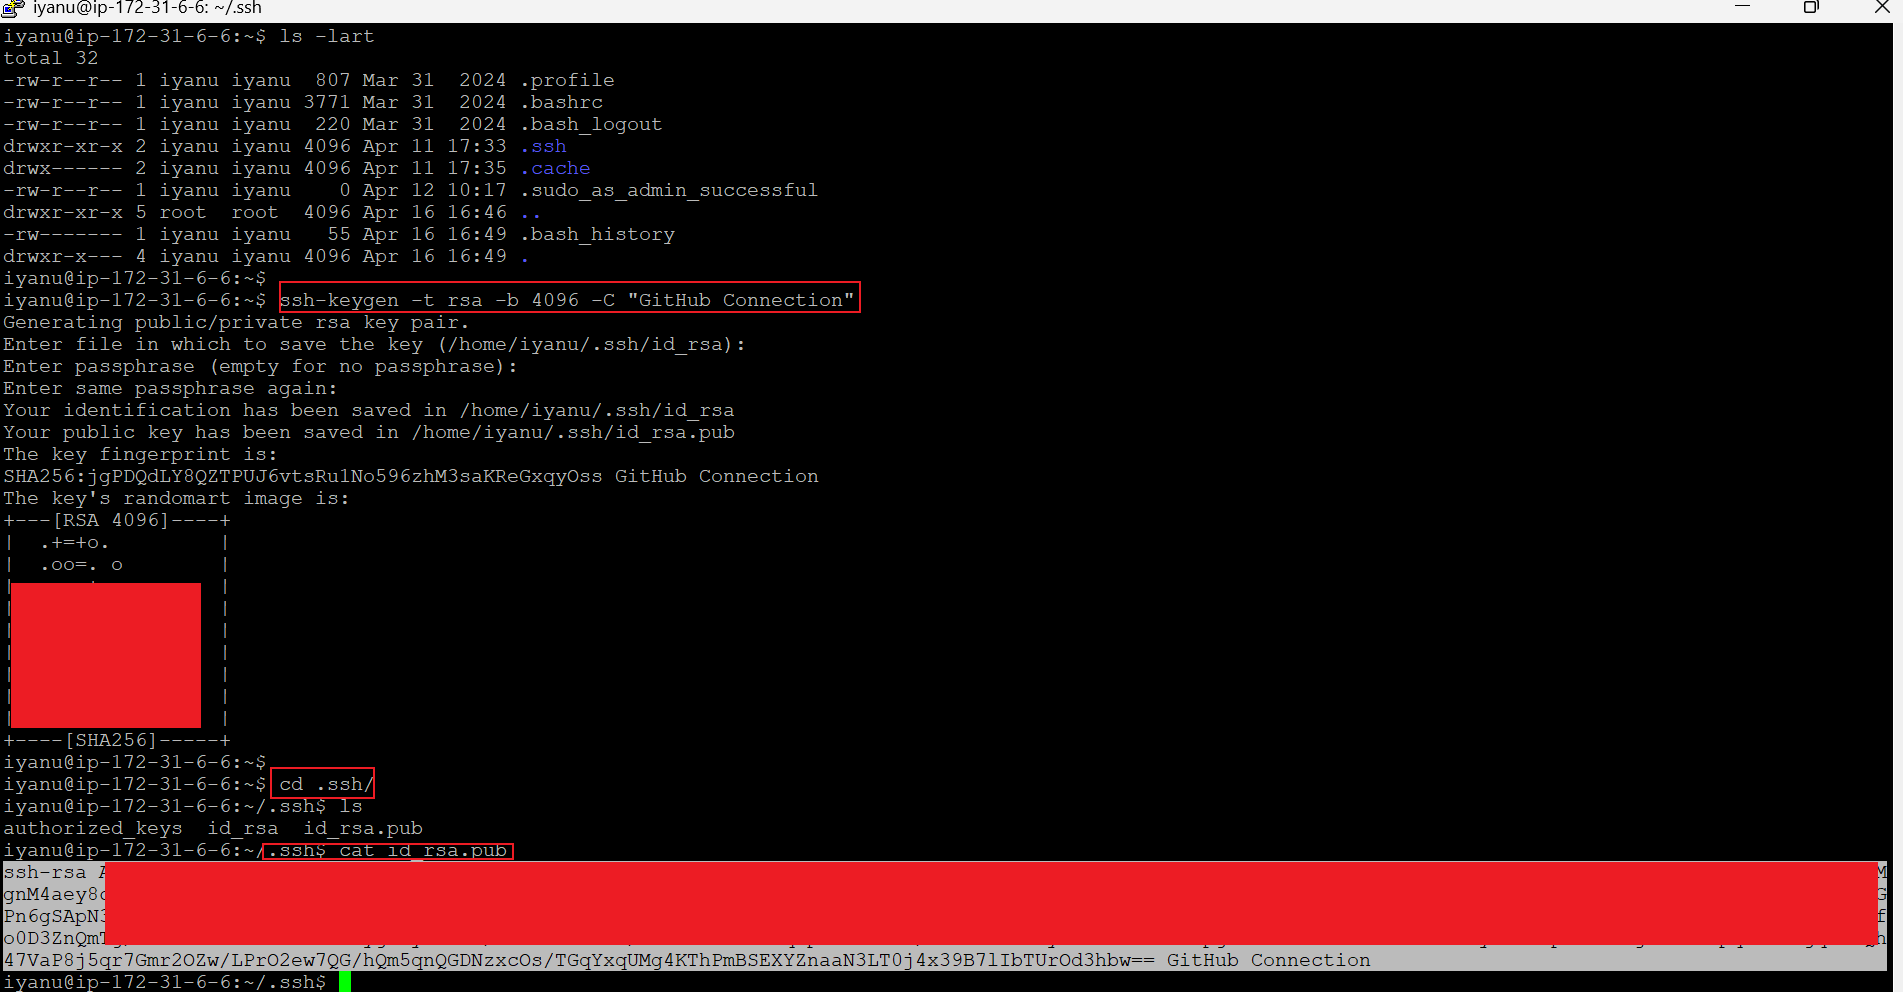 iyanu@ip-172-31-6-6: ~/.ssh
iyanu@ip-172-31-6-6:~$ ls -lart
total 32
-rw-r--r-- 1 iyanu iyanu  807 Mar 31  2024 .profile
-rw-r--r-- 1 iyanu iyanu 3771 Mar 31  2024 .bashrc
-rw-r--r-- 1 iyanu iyanu  220 Mar 31  2024 .bash_logout
drwxr-xr-x 2 iyanu iyanu 4096 Apr 11 17:33 .ssh
drwx------ 2 iyanu iyanu 4096 Apr 11 17:35 .cache
-rw-r--r-- 1 iyanu iyanu    0 Apr 12 10:17 .sudo_as_admin_successful
drwxr-xr-x 5 root  root  4096 Apr 16 16:46 ..
-rw------- 1 iyanu iyanu   55 Apr 16 16:49 .bash_history
drwxr-x--- 4 iyanu iyanu 4096 Apr 16 16:49 .
iyanu@ip-172-31-6-6:~$
iyanu@ip-172-31-6-6:~$ ssh-keygen -t rsa -b 4096 -C "GitHub Connection"
Generating public/private rsa key pair.
Enter file in which to save the key (/home/iyanu/.ssh/id_rsa):
Enter passphrase (empty for no passphrase):
Enter same passphrase again:
Your identification has been saved in /home/iyanu/.ssh/id_rsa
Your public key has been saved in /home/iyanu/.ssh/id_rsa.pub
The key fingerprint is:
SHA256:jgPDQdLY8QZTPUJ6vtsRu1No596zhM3saKReGxqyOss GitHub Connection
The key's randomart image is:
+---[RSA 4096]----+
|  .+=+o.         |
|  .oo=. o        |
+----[SHA256]-----+
iyanu@ip-172-31-6-6:~$
iyanu@ip-172-31-6-6:~$ cd .ssh/
iyanu@ip-172-31-6-6:~/.ssh$ ls
authorized_keys  id_rsa  id_rsa.pub
iyanu@ip-172-31-6-6:~/.ssh$ cat id_rsa.pub
ssh-rsa A
gnM4aey8
Pn6gSApN3
o0D3ZnQmT
47VaP8j5qr7Gmr2OZw/LPrO2ew7QG/hQm5qnQGDNzxcOs/TGqYxqUMg4KThPmBSEXYZnaaN3LT0j4x39B7lIbTUrOd3hbw== GitHub Connection
iyanu@ip-172-31-6-6:~/.ssh$